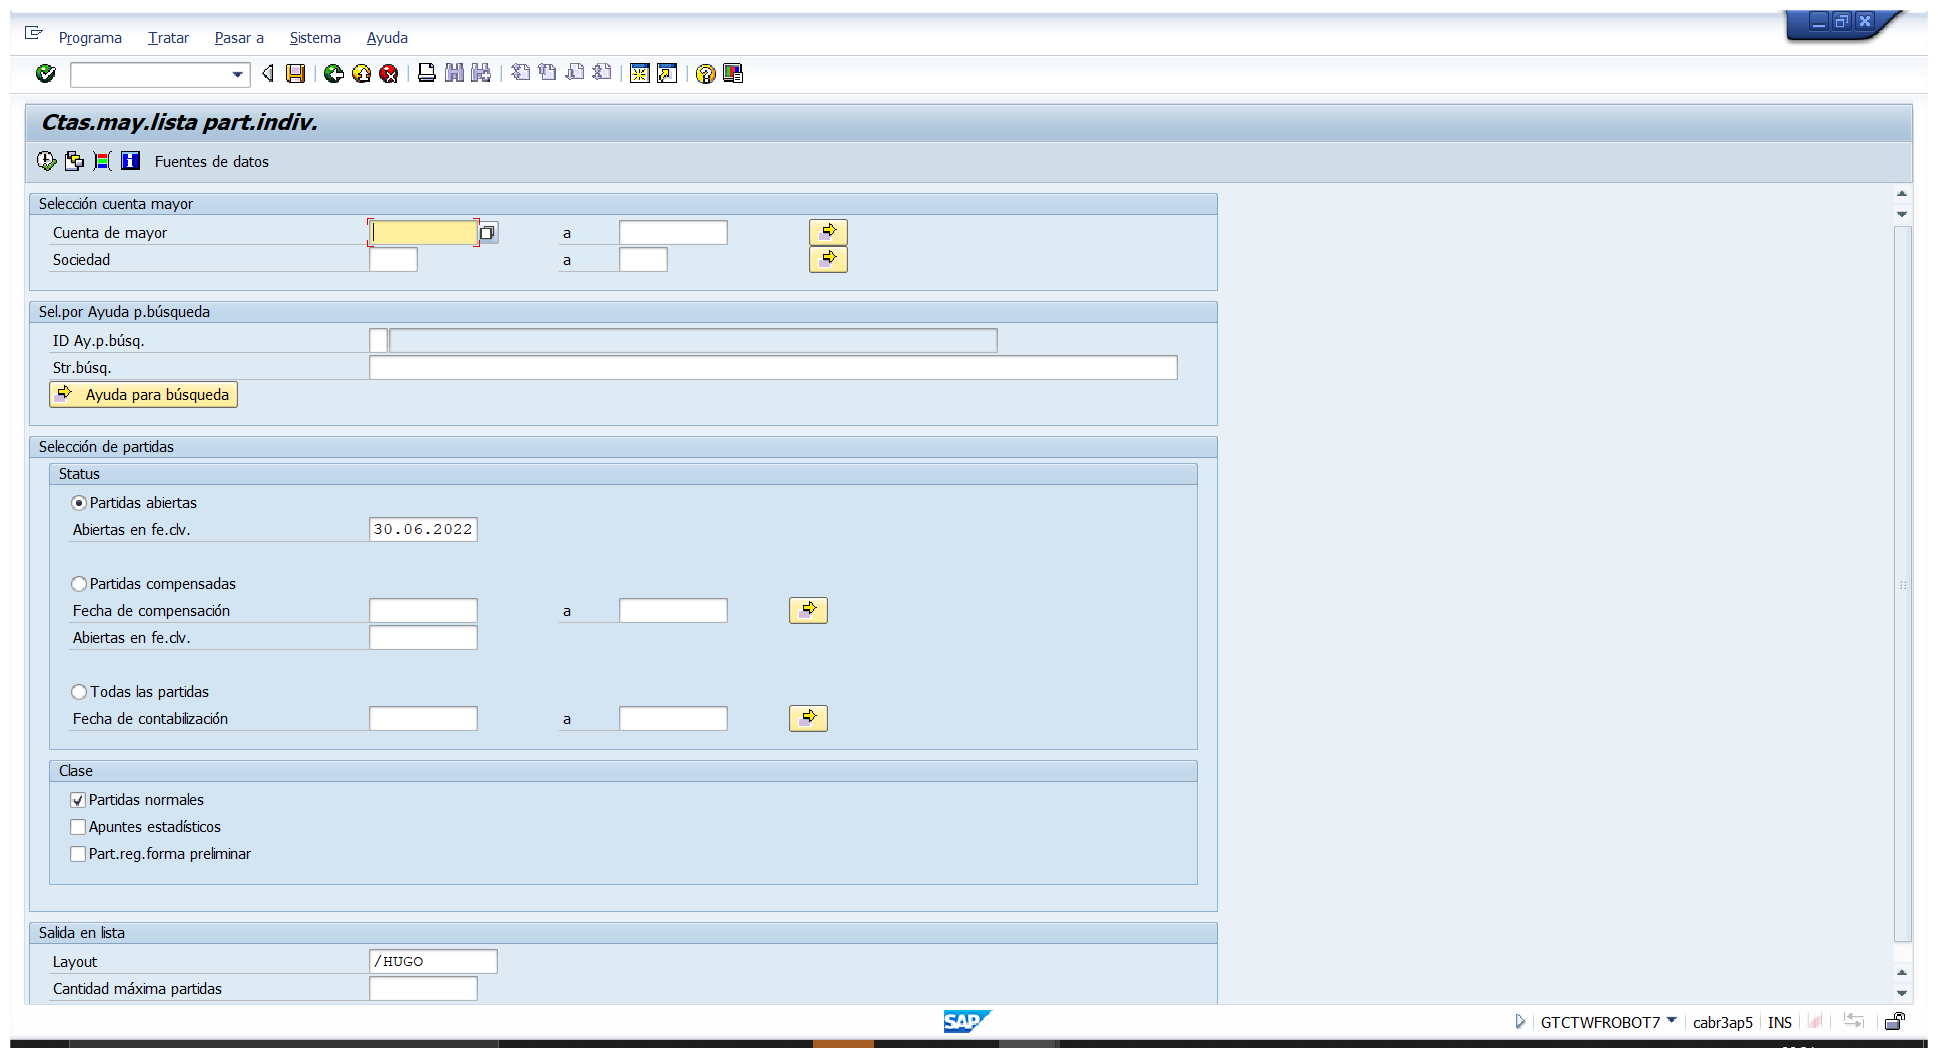 Programa Tratar Pasar a Sistema Ayuda
Ctas.may.lista part.indiv.
Fuentes de datos
Selección cuenta mayor
Cuenta de mayor a
Sociedad a
Sel.por Ayuda p.búsqueda
ID Ay.p.búsq.
Str.búsq.
Ayuda para búsqueda
Selección de partidas
Status
Partidas abiertas
Abiertas en fe.clv. 30.06.2022
Partidas compensadas
Fecha de compensación a
Abiertas en fe.clv.
Todas las partidas
Fecha de contabilización a
Clase
Partidas normales
Apuntes estadísticos
Part.reg.forma preliminar
Salida en lista
Layout /HUGO
Cantidad máxima partidas
SAP GTCTWFROBOT7 cabr3ap5 INS